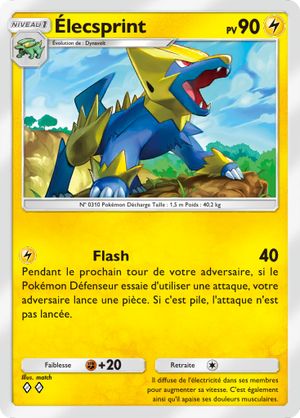 NIVEAU 1
Élecsprint
PV 90
Évolution de : Dynavolt
N° 0310 Pokémon Décharge Taille : 1,5 m Poids : 40,2 kg
Flash 40
Pendant le prochain tour de votre adversaire, si le
Pokémon Défenseur essaie d'utiliser une attaque, votre
adversaire lance une pièce. Si c'est pile, l'attaque n'est
pas lancée.
Faiblesse +20 Retraite
Illus. match
Il diffuse de l'électricité dans ses membres
pour augmenter sa vitesse. C'est également
ainsi qu'il apaise ses douleurs musculaires.